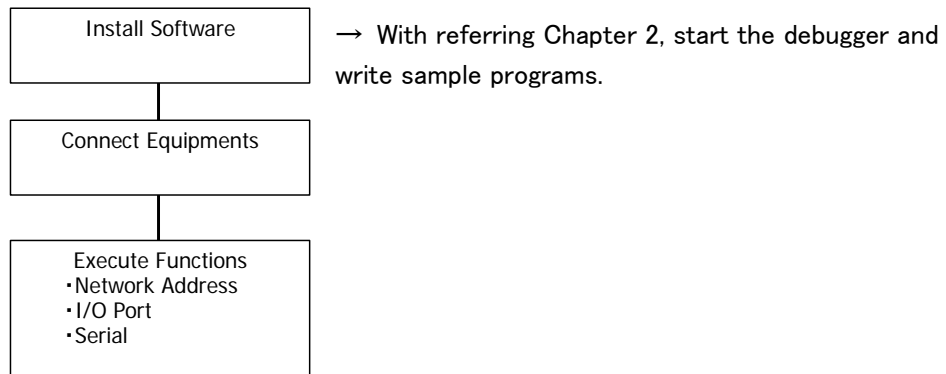 Install Software
→ With referring Chapter 2, start the debugger and
write sample programs.
Connect Equipments
Execute Functions
・Network Address
・I/O Port
・Serial